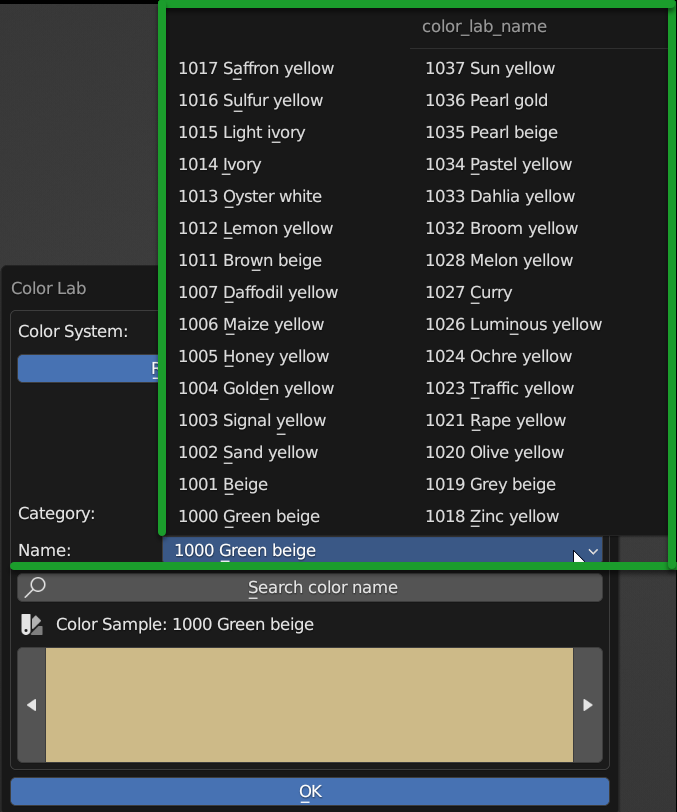 color_lab_name
1017 Saffron yellow
1016 Sulfur yellow
1015 Light ivory
1014 Ivory
1013 Oyster white
1012 Lemon yellow
1011 Brown beige
1007 Daffodil yellow
1006 Maize yellow
1005 Honey yellow
1004 Golden yellow
1003 Signal yellow
1002 Sand yellow
1001 Beige
1000 Green beige
1037 Sun yellow
1036 Pearl gold
1035 Pearl beige
1034 Pastel yellow
1033 Dahlia yellow
1032 Broom yellow
1028 Melon yellow
1027 Curry
1026 Luminous yellow
1024 Ochre yellow
1023 Traffic yellow
1021 Rape yellow
1020 Olive yellow
1019 Grey beige
1018 Zinc yellow
Color Lab
Color System:
Category:
Name: 1000 Green beige
Search color name
Color Sample: 1000 Green beige
OK